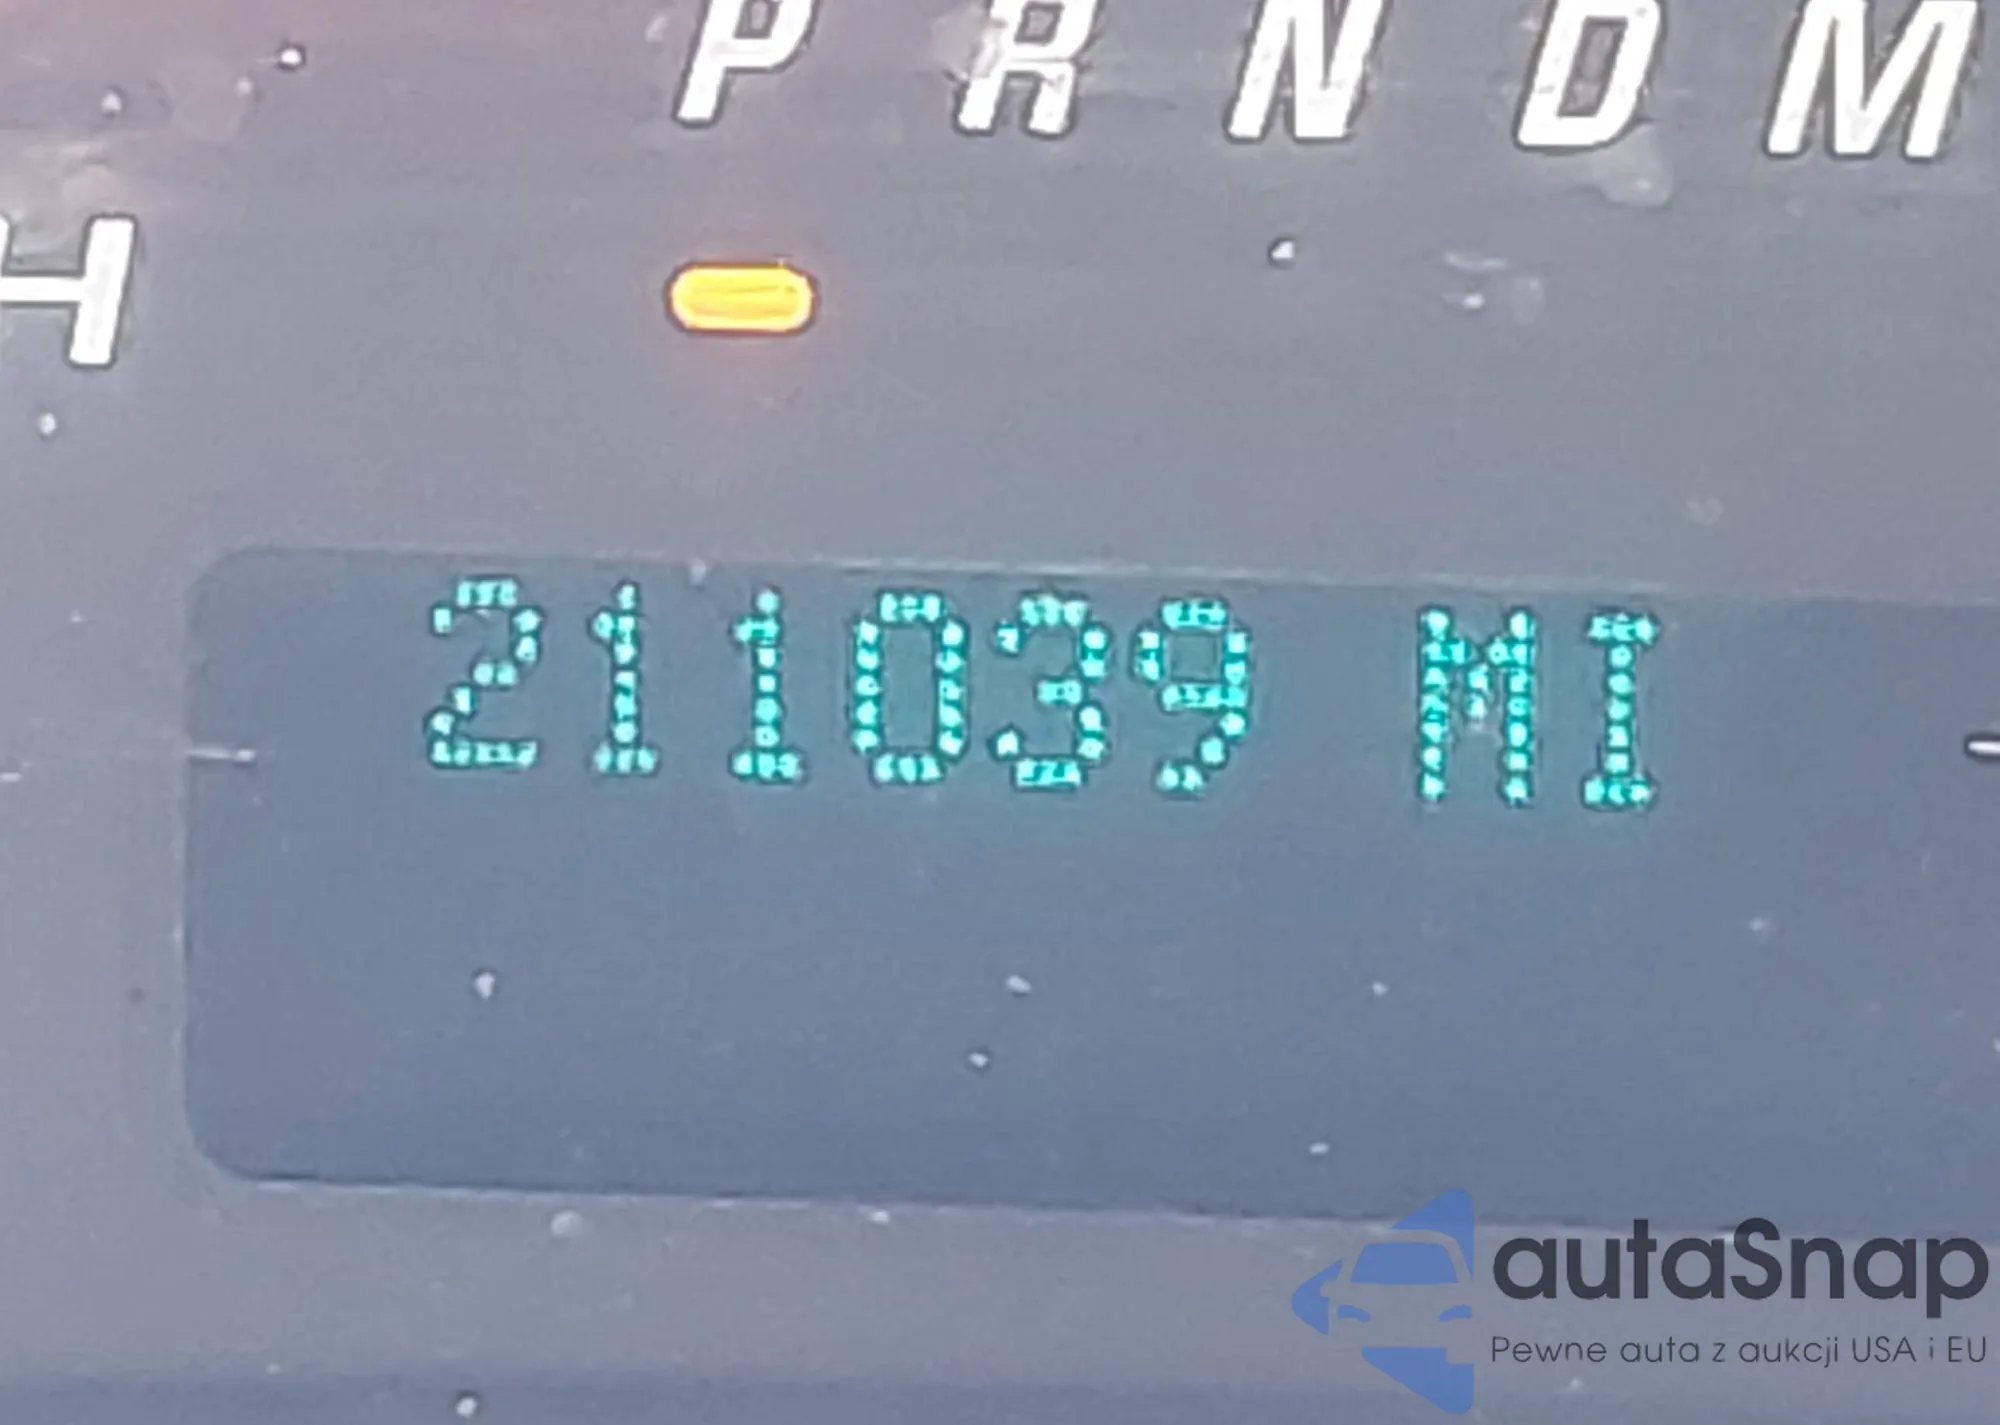 P R N D M
H
211039 MI
autaSnap
Pewne auta z aukcji USA i EU